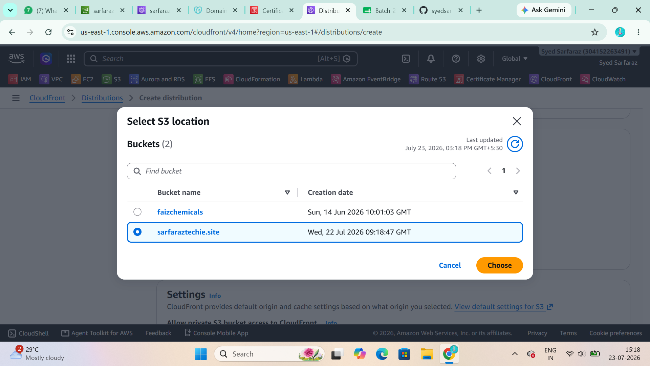 (7) Wh...
sarfara...
sarfara...
Domai...
Certific...
Distrib...
Batch...
syedsar...
Ask Gemini
us-east-1.console.aws.amazon.com/cloudfront/v4/home?region=us-east-1#/distributions/create
aws
Search
[Alt+S]
Global
Syed Sarfaraz
IAM
VPC
EC2
S3
Aurora and RDS
EFS
CloudFormation
Lambda
Amazon EventBridge
Route 53
Certificate Manager
CloudFront
CloudWatch
CloudFront
Distributions
Create distribution
Select S3 location
Buckets (2)
Last updated
July 23, 2026, 03:18 PM GMT+5:30
Find bucket
1
Bucket name
Creation date
faizchemicals
Sun, 14 Jun 2026 10:01:03 GMT
sarfaraztechie.site
Wed, 22 Jul 2026 09:18:47 GMT
Cancel
Choose
Settings Info
CloudFront provides default origin and cache settings based on what origin you selected. View default settings for S3
Allow private S3 bucket access to CloudFront Info
CloudShell
Agent Toolkit for AWS
Feedback
Console Mobile App
© 2026, Amazon Web Services, Inc. or its affiliates.
Privacy
Terms
Cookie preferences
2
29°C
Mostly cloudy
Search
ENG
IN
15:18
23-07-2026